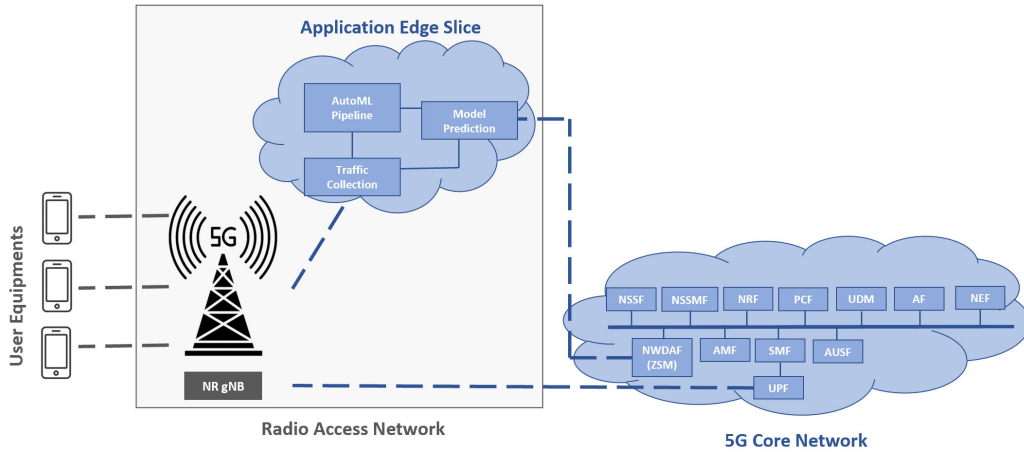 Application Edge Slice
AutoML
Pipeline
Model
Prediction
Traffic
Collection
User Equipments
5G
NR gNB
Radio Access Network
NSSF
NSSMF
NRF
PCF
UDM
AF
NEF
NWDAF
(ZSM)
AMF
SMF
AUSF
UPF
5G Core Network